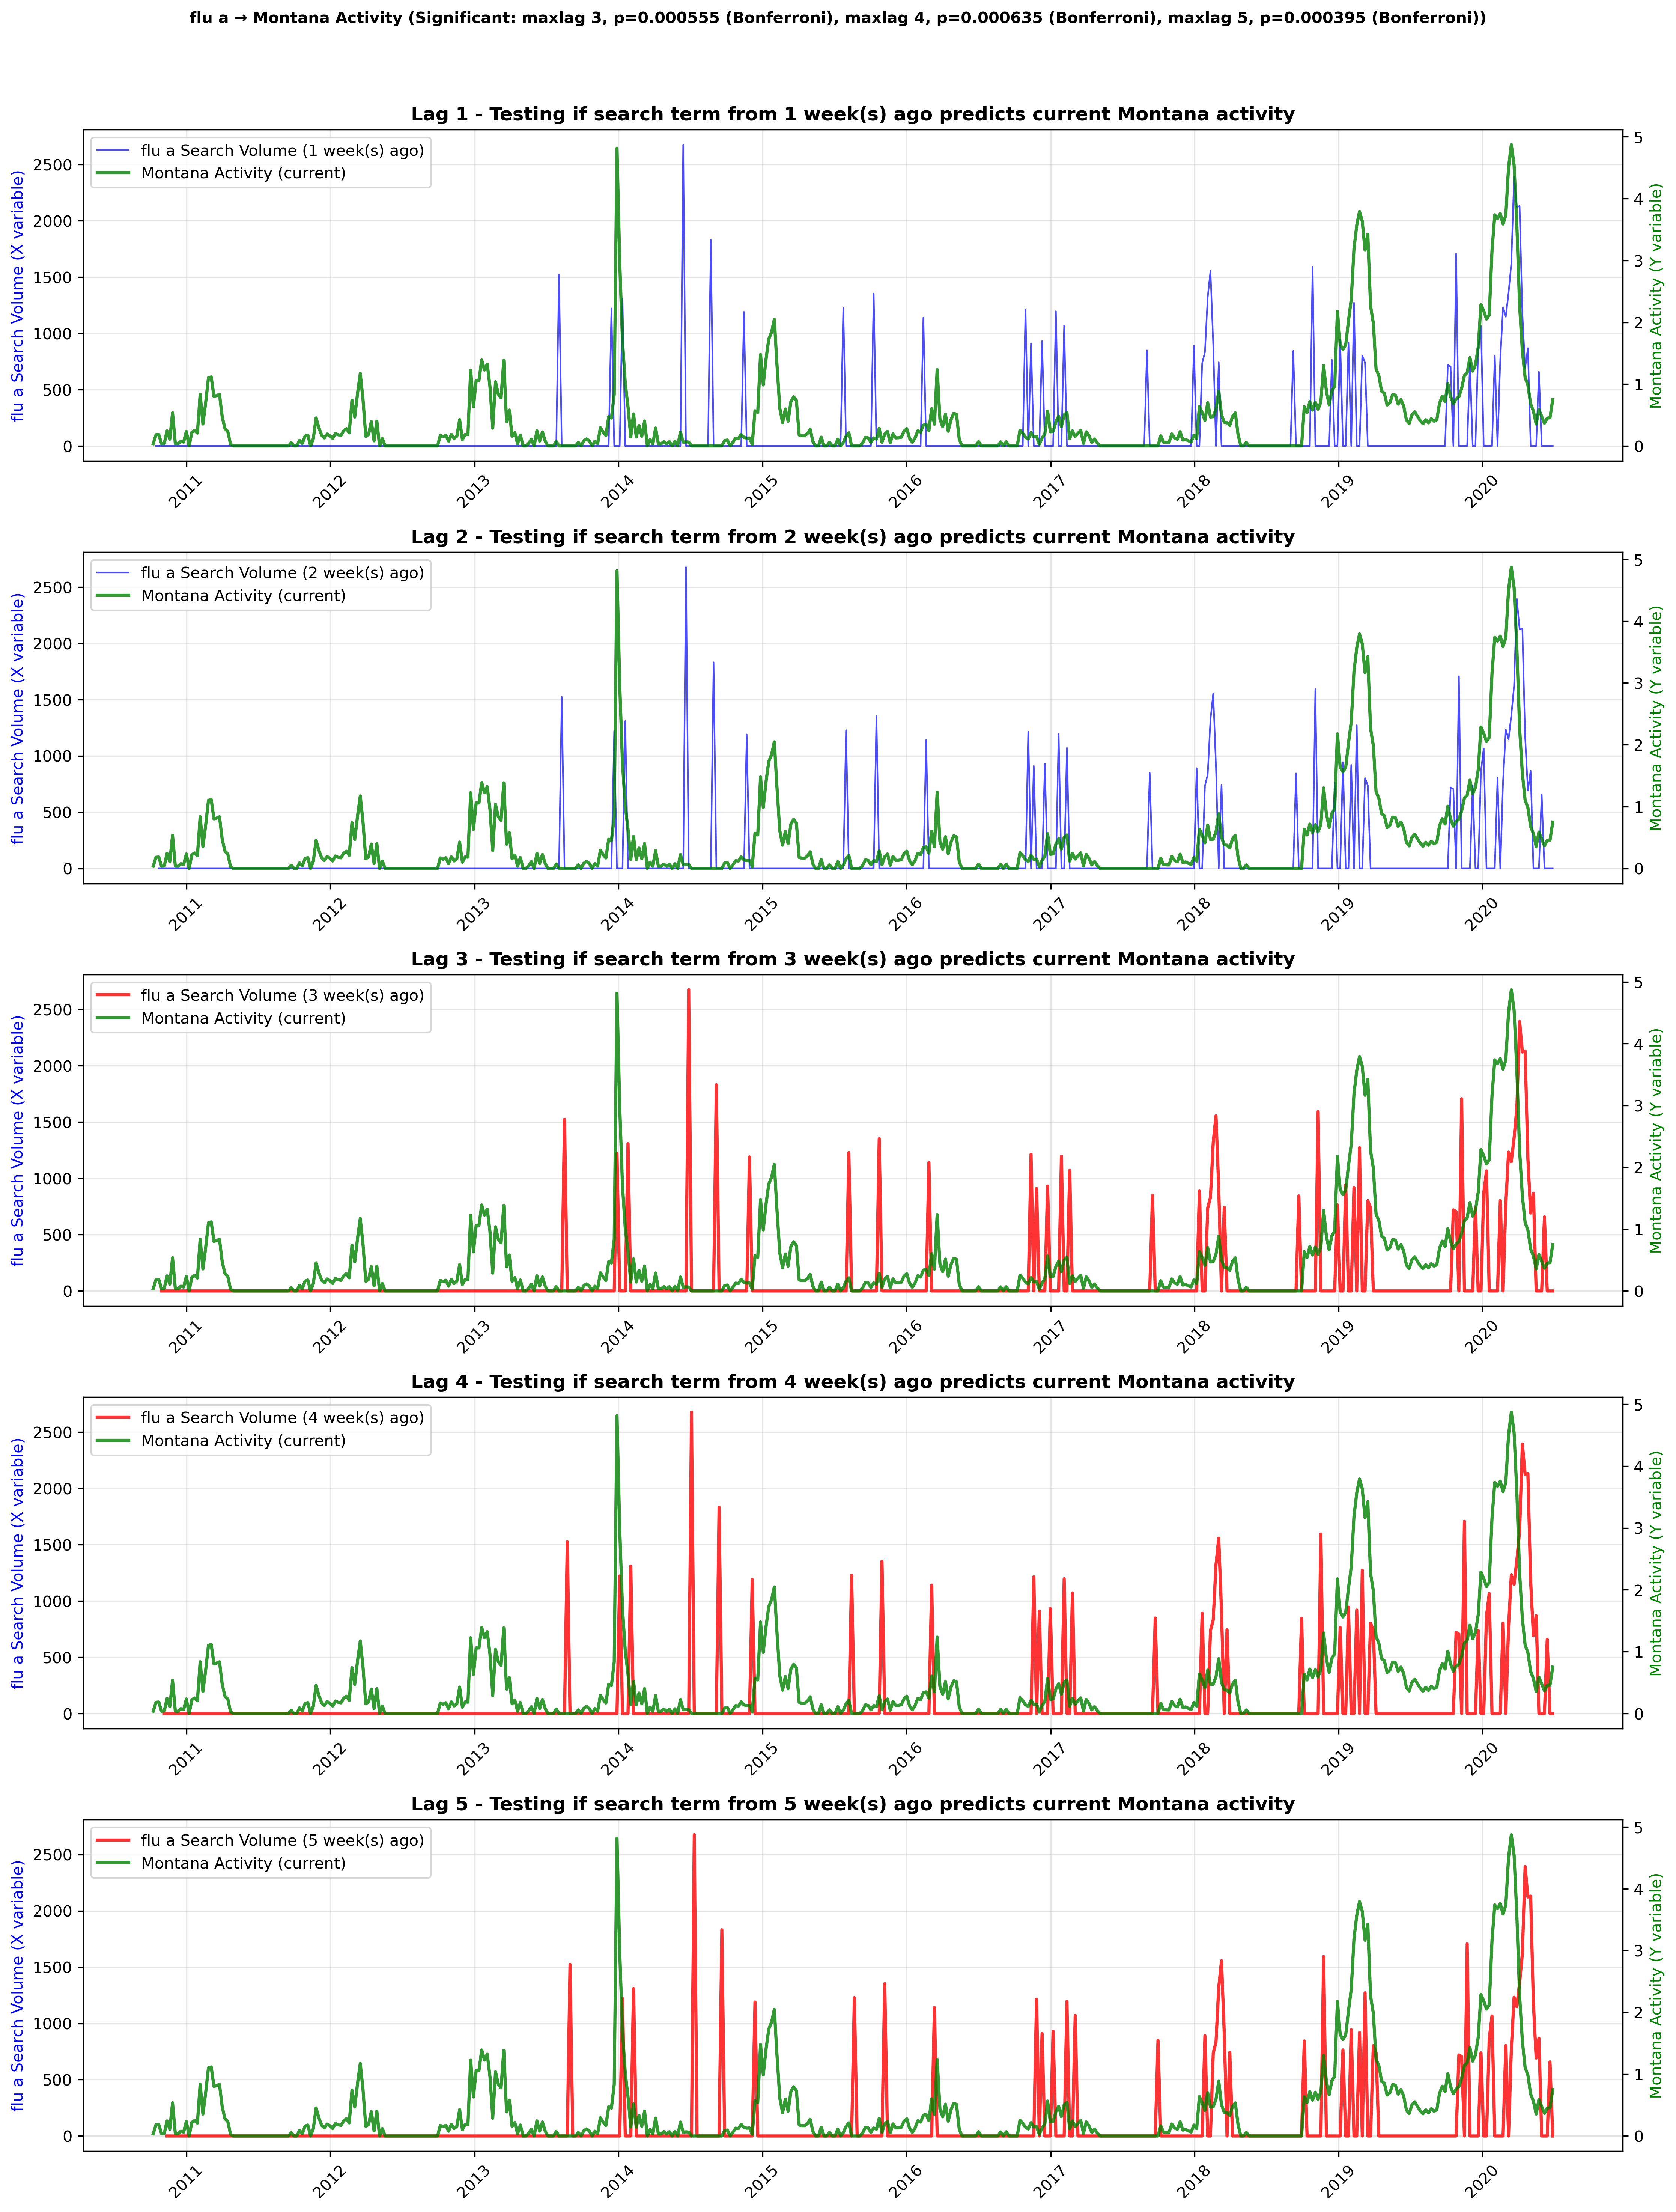 flu a → Montana Activity (Significant: maxlag 3, p=0.000555 (Bonferroni), maxlag 4, p=0.000635 (Bonferroni), maxlag 5, p=0.000395 (Bonferroni))
Lag 1 - Testing if search term from 1 week(s) ago predicts current Montana activity
flu a Search Volume (1 week(s) ago)
Montana Activity (current)
flu a Search Volume (X variable)
2500
2000
1500
1000
500
0
5
4
3
2
1
0
Montana Activity (Y variable)
2011 2012 2013 2014 2015 2016 2017 2018 2019 2020
Lag 2 - Testing if search term from 2 week(s) ago predicts current Montana activity
flu a Search Volume (2 week(s) ago)
Montana Activity (current)
flu a Search Volume (X variable)
2500
2000
1500
1000
500
0
5
4
3
2
1
0
Montana Activity (Y variable)
2011 2012 2013 2014 2015 2016 2017 2018 2019 2020
Lag 3 - Testing if search term from 3 week(s) ago predicts current Montana activity
flu a Search Volume (3 week(s) ago)
Montana Activity (current)
flu a Search Volume (X variable)
2500
2000
1500
1000
500
0
5
4
3
2
1
0
Montana Activity (Y variable)
2011 2012 2013 2014 2015 2016 2017 2018 2019 2020
Lag 4 - Testing if search term from 4 week(s) ago predicts current Montana activity
flu a Search Volume (4 week(s) ago)
Montana Activity (current)
flu a Search Volume (X variable)
2500
2000
1500
1000
500
0
5
4
3
2
1
0
Montana Activity (Y variable)
2011 2012 2013 2014 2015 2016 2017 2018 2019 2020
Lag 5 - Testing if search term from 5 week(s) ago predicts current Montana activity
flu a Search Volume (5 week(s) ago)
Montana Activity (current)
flu a Search Volume (X variable)
2500
2000
1500
1000
500
0
5
4
3
2
1
0
Montana Activity (Y variable)
2011 2012 2013 2014 2015 2016 2017 2018 2019 2020